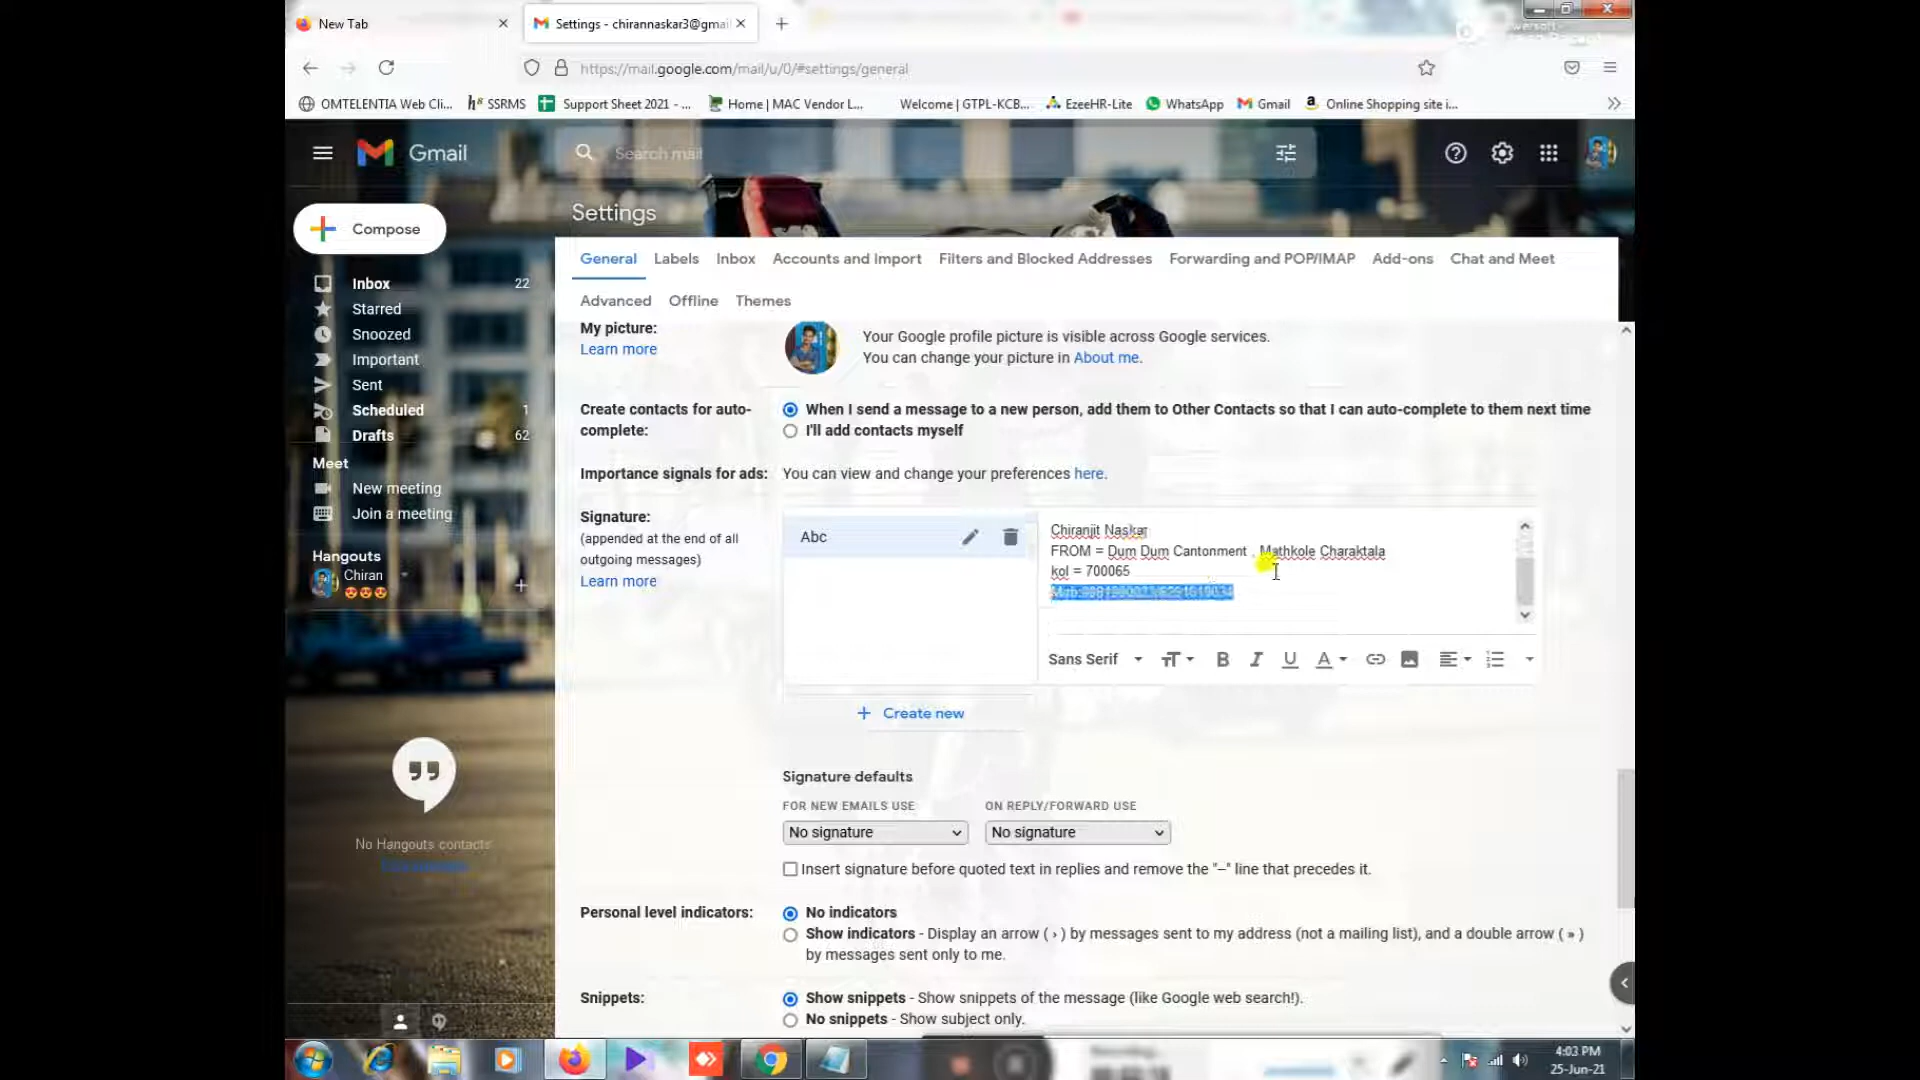 New Tab
Settings - chirannaskar3@gmai
https://mail.google.com/mail/u/0/#settings/general
OMTELENTIA Web Cli...
SSRMS
Support Sheet 2021 - ...
Home | MAC Vendor L...
Welcome | GTPL-KCB...
EzeeHR-Lite
WhatsApp
Gmail
Online Shopping site i...
Gmail
Search mail
Settings
Compose
General
Labels
Inbox
Accounts and Import
Filters and Blocked Addresses
Forwarding and POP/IMAP
Add-ons
Chat and Meet
Advanced
Offline
Themes
Inbox 22
Starred
Snoozed
Important
Sent
Scheduled 1
Drafts 62
Meet
New meeting
Join a meeting
Hangouts
Chiran
No Hangouts contacts
My picture:
Learn more
Your Google profile picture is visible across Google services.
You can change your picture in About me.
Create contacts for auto-
complete:
When I send a message to a new person, add them to Other Contacts so that I can auto-complete to them next time
I'll add contacts myself
Importance signals for ads:
You can view and change your preferences here.
Signature:
(appended at the end of all
outgoing messages)
Learn more
Abc
Chiranjit Naskar
FROM = Dum Dum Cantonment , Mathkole Charaktala
kol = 700065
Sans Serif
Create new
Signature defaults
FOR NEW EMAILS USE
ON REPLY/FORWARD USE
No signature
No signature
Insert signature before quoted text in replies and remove the "--" line that precedes it.
Personal level indicators:
No indicators
Show indicators - Display an arrow ( › ) by messages sent to my address (not a mailing list), and a double arrow ( » )
by messages sent only to me.
Snippets:
Show snippets - Show snippets of the message (like Google web search!).
No snippets - Show subject only.
4:03 PM
25-Jun-21